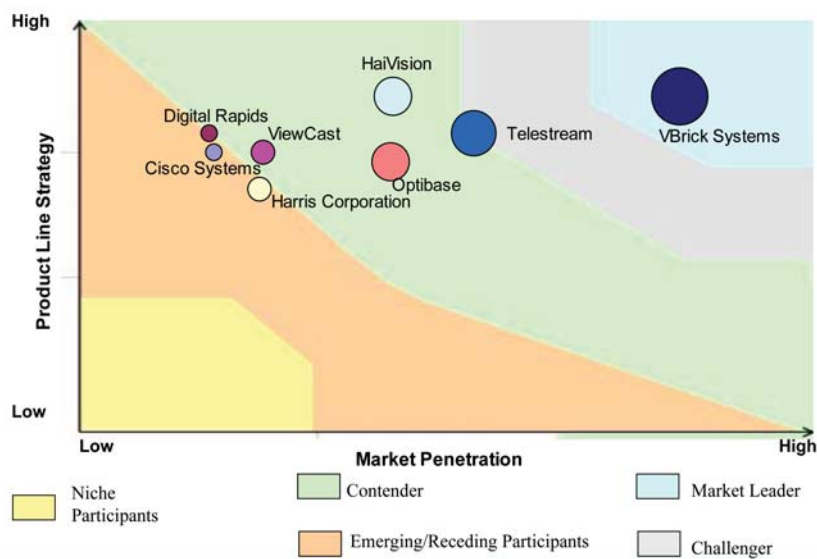 High
Product Line Strategy
Low
HaiVision
Digital Rapids
ViewCast
Telestream
VBrick Systems
Cisco Systems
Optibase
Harris Corporation
Low
High
Market Penetration
Niche
Participants
Contender
Market Leader
Emerging/Receding Participants
Challenger